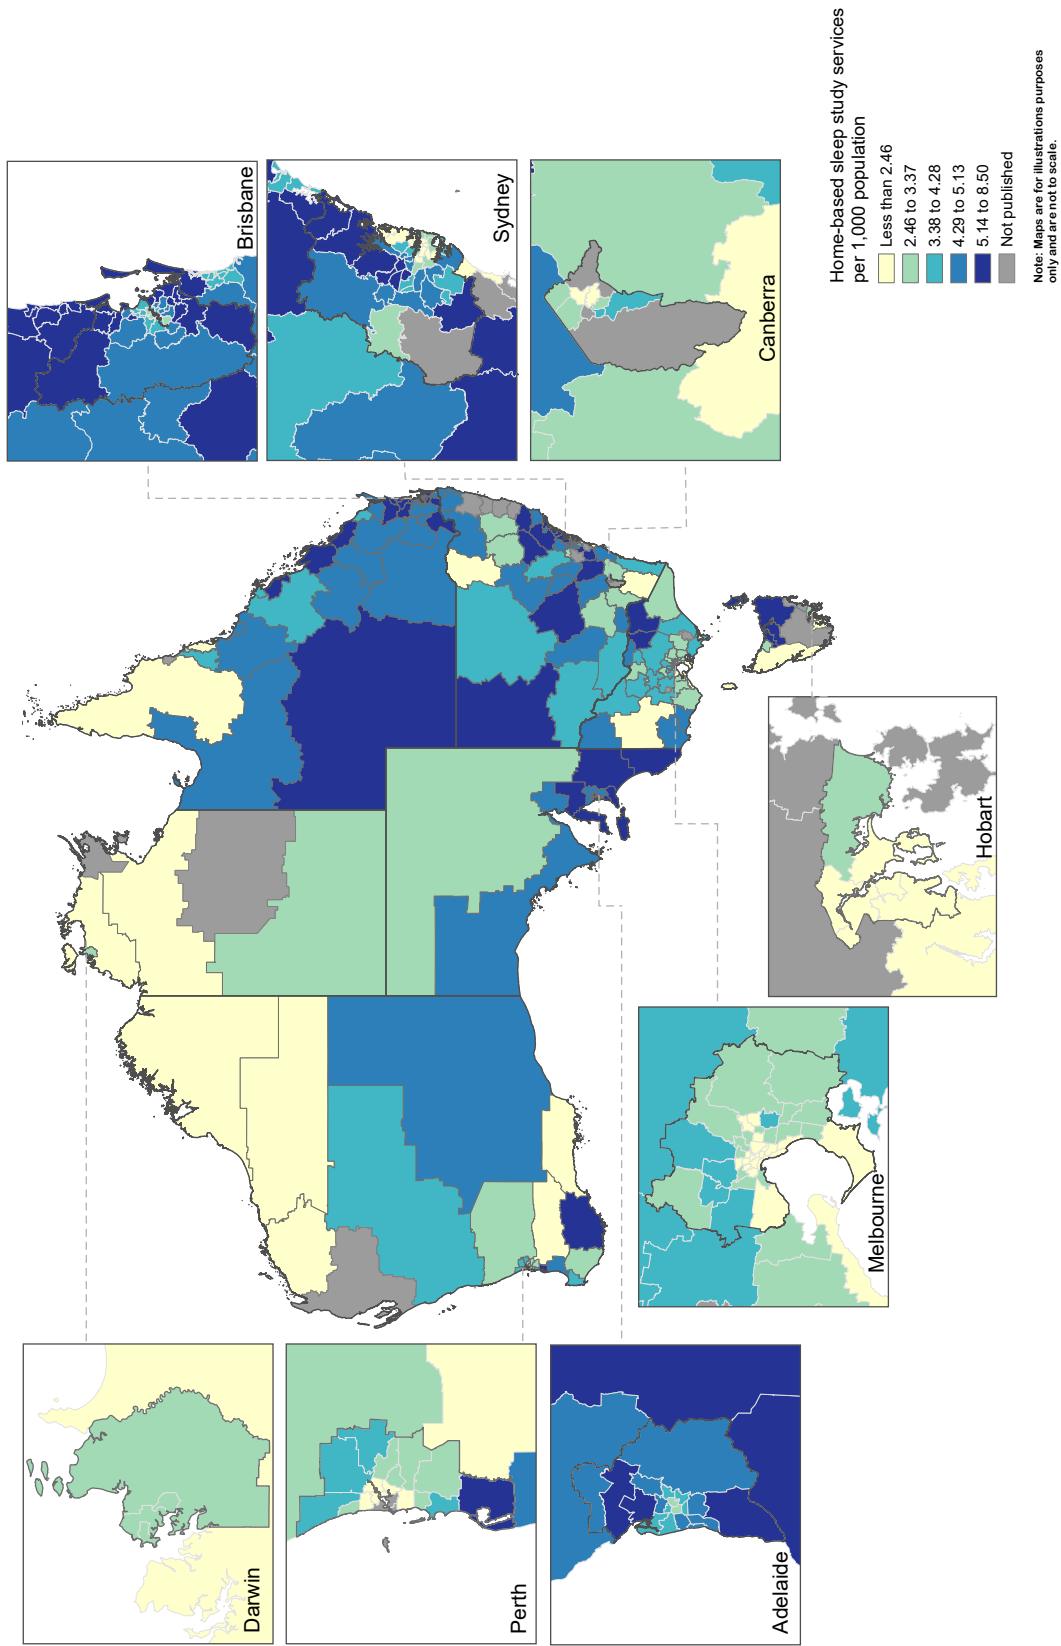 Darwin
Perth
Adelaide
Brisbane
Sydney
Canberra
Hobart
Melbourne
Home-based sleep study services
per 1,000 population
Less than 2.46
2.46 to 3.37
3.38 to 4.28
4.29 to 5.13
5.14 to 8.50
Not published
Note: Maps are for illustrations purposes
only and are not to scale.